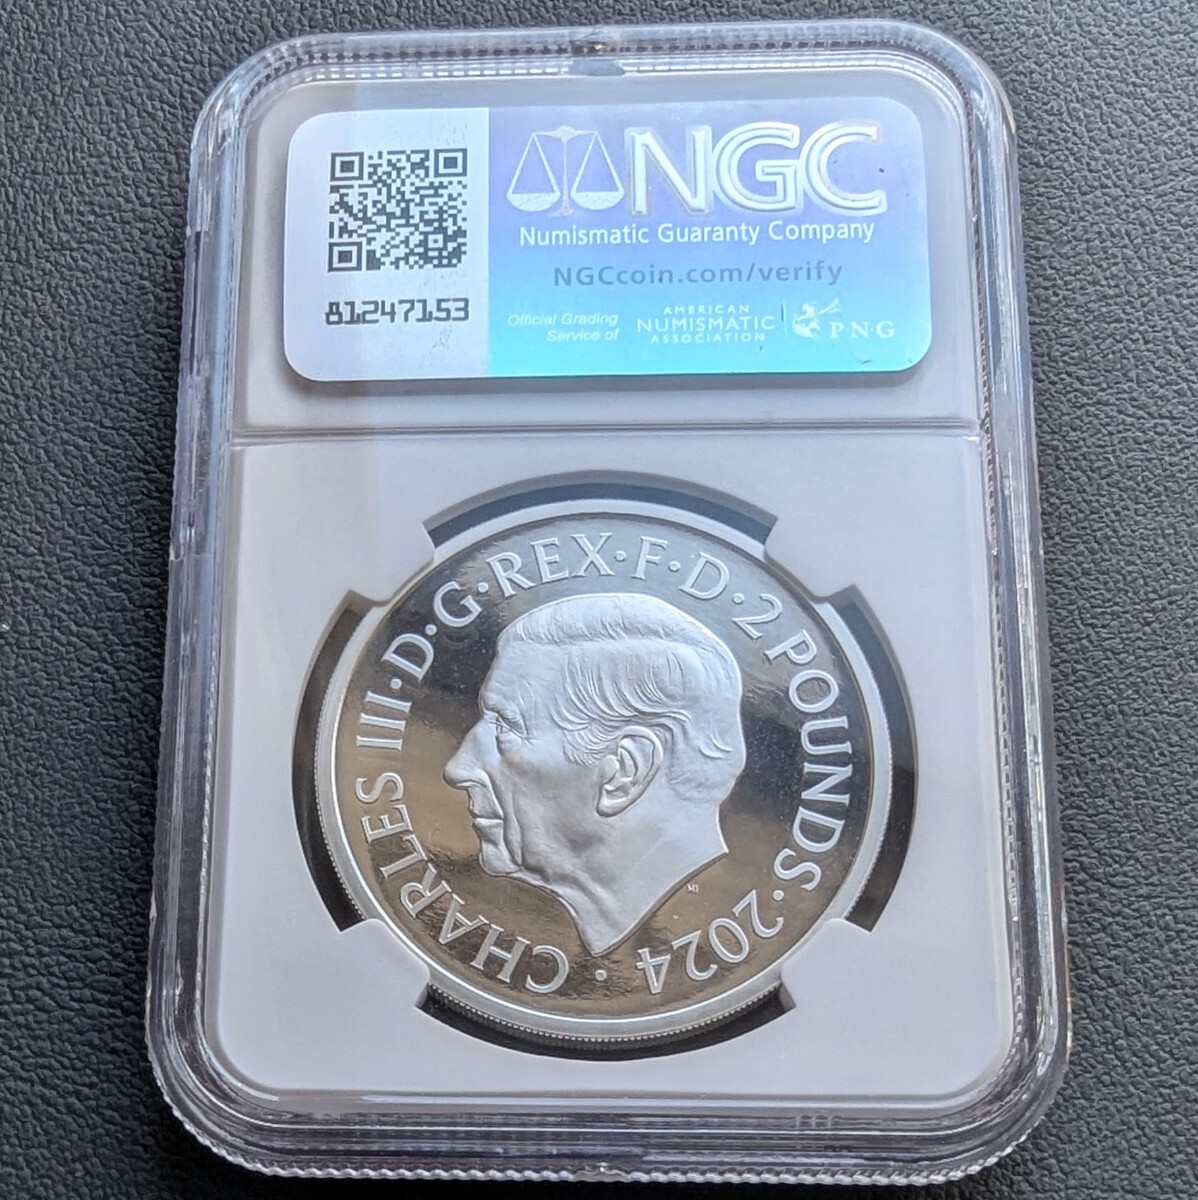 NGC
Numismatic Guaranty Company
NGCcoin.com/verify
81247153
Official Grading
Service of
AMERICAN
NUMISMATIC
ASSOCIATION
PNG
CHARLES III·D·G·REX·F·D·2 POUNDS·2024·
MJ